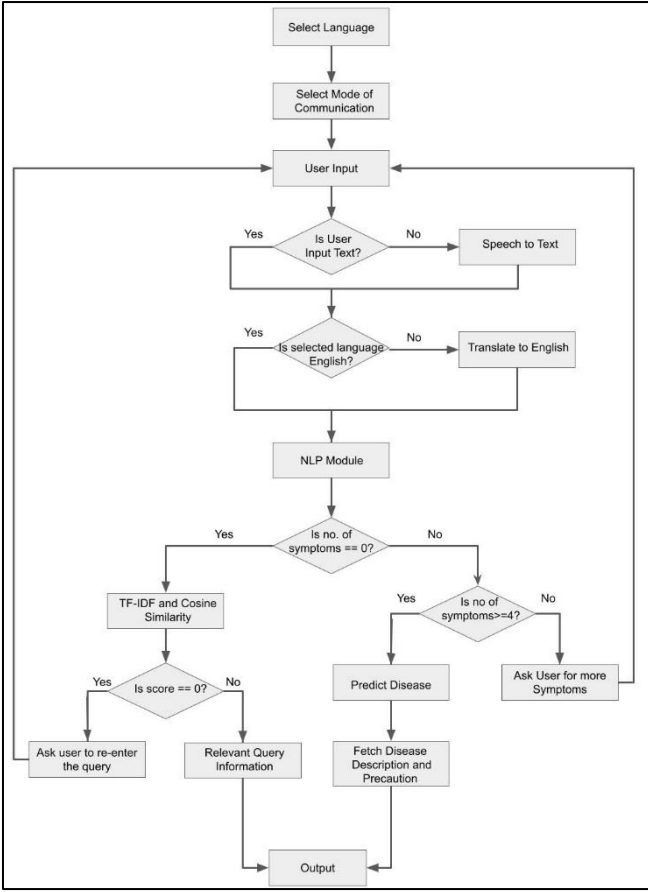 Select Language
Select Mode of
Communication
User Input
Yes
Is User
Input Text?
No
Speech to Text
Yes
Is selected language
English?
No
Translate to English
NLP Module
Yes
Is no. of
symptoms == 0?
No
TF-IDF and Cosine
Similarity
Yes
Is no of
symptoms>=4?
No
Yes
Is score == 0?
No
Predict Disease
Ask User for more
Symptoms
Ask user to re-enter
the query
Relevant Query
Information
Fetch Disease
Description and
Precaution
Output